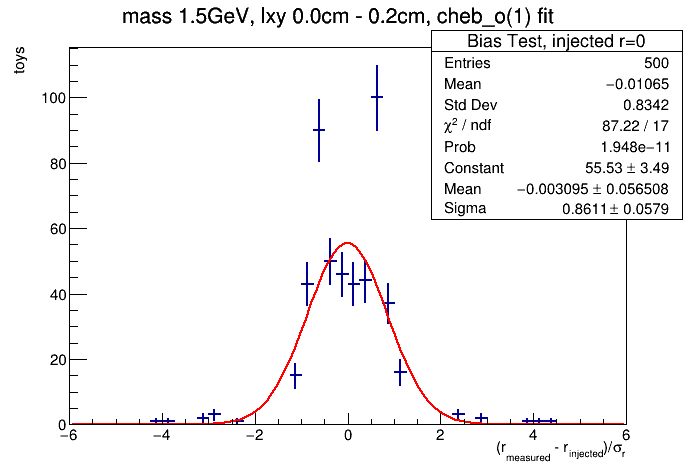 mass 1.5GeV, lxy 0.0cm - 0.2cm, cheb_o(1) fit
Bias Test, injected r=0
Entries 500
Mean −0.01065
Std Dev 0.8342
χ² / ndf 87.22 / 17
Prob 1.948e−11
Constant 55.53 ± 3.49
Mean −0.003095 ± 0.056508
Sigma 0.8611 ± 0.0579
toys
100
80
60
40
20
0
−6 −4 −2 0 2 4 6
(r_measured - r_injected)/σ_r